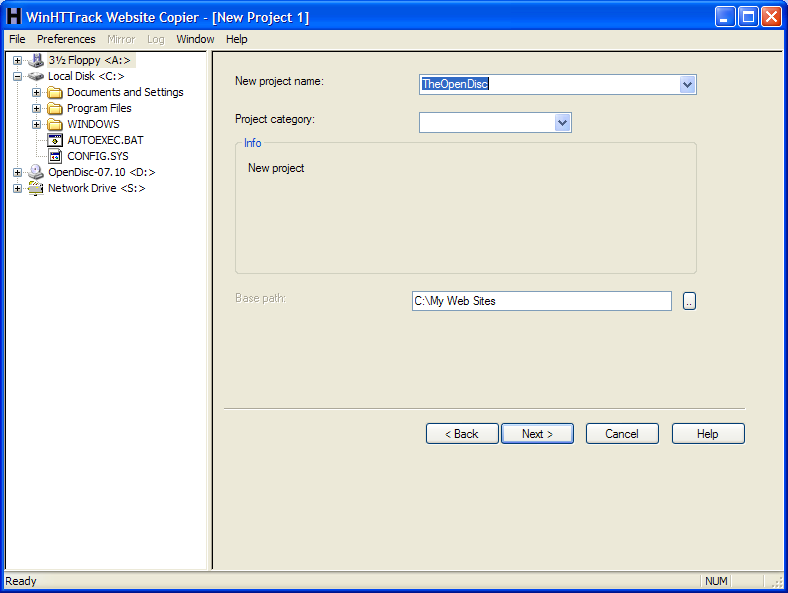 WinHTTrack Website Copier - [New Project 1]
File Preferences Mirror Log Window Help
3½ Floppy <A:>
Local Disk <C:>
Documents and Settings
Program Files
WINDOWS
AUTOEXEC.BAT
CONFIG.SYS
OpenDisc-07.10 <D:>
Network Drive <S:>
New project name: TheOpenDisc
Project category:
Info
New project
Base path: C:\My Web Sites ..
< Back Next > Cancel Help
Ready NUM